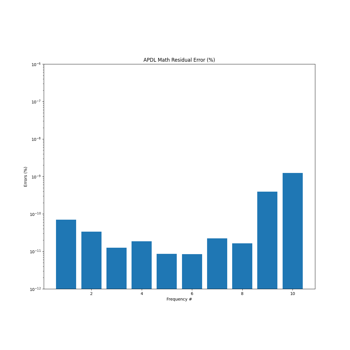 APDL Math Residual Error (%)
10⁻⁶
10⁻⁷
10⁻⁸
10⁻⁹
10⁻¹⁰
10⁻¹¹
10⁻¹²
Errors (%)
2 4 6 8 10
Frequency #